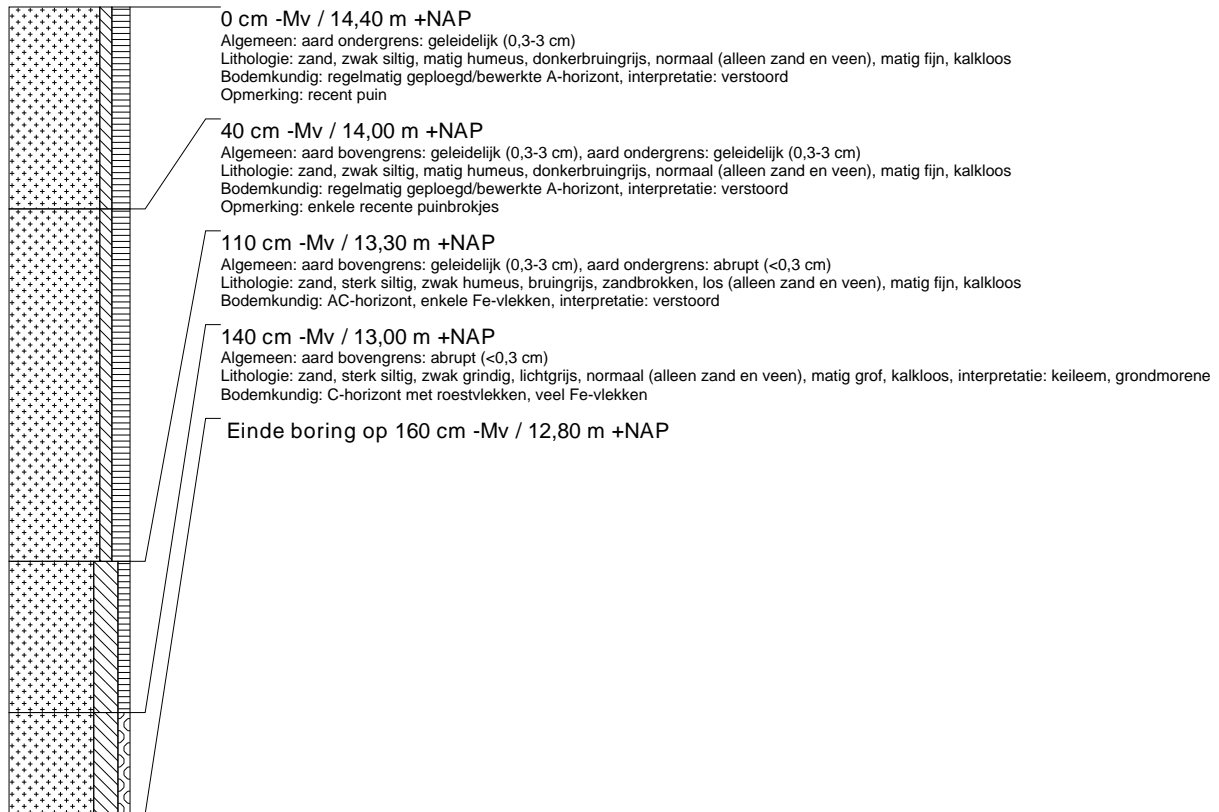 0 cm -Mv / 14,40 m +NAP
Algemeen: aard ondergrens: geleidelijk (0,3-3 cm)
Lithologie: zand, zwak siltig, matig humeus, donkerbruingrijs, normaal (alleen zand en veen), matig fijn, kalkloos
Bodemkundig: regelmatig geploegd/bewerkte A-horizont, interpretatie: verstoord
Opmerking: recent puin
40 cm -Mv / 14,00 m +NAP
Algemeen: aard bovengrens: geleidelijk (0,3-3 cm), aard ondergrens: geleidelijk (0,3-3 cm)
Lithologie: zand, zwak siltig, matig humeus, donkerbruingrijs, normaal (alleen zand en veen), matig fijn, kalkloos
Bodemkundig: regelmatig geploegd/bewerkte A-horizont, interpretatie: verstoord
Opmerking: enkele recente puinbrokjes
110 cm -Mv / 13,30 m +NAP
Algemeen: aard bovengrens: geleidelijk (0,3-3 cm), aard ondergrens: abrupt (<0,3 cm)
Lithologie: zand, sterk siltig, zwak humeus, bruingrijs, zandbrokken, los (alleen zand en veen), matig fijn, kalkloos
Bodemkundig: AC-horizont, enkele Fe-vlekken, interpretatie: verstoord
140 cm -Mv / 13,00 m +NAP
Algemeen: aard bovengrens: abrupt (<0,3 cm)
Lithologie: zand, sterk siltig, zwak grindig, lichtgrijs, normaal (alleen zand en veen), matig grof, kalkloos, interpretatie: keileem, grondmorene
Bodemkundig: C-horizont met roestvlekken, veel Fe-vlekken
Einde boring op 160 cm -Mv / 12,80 m +NAP